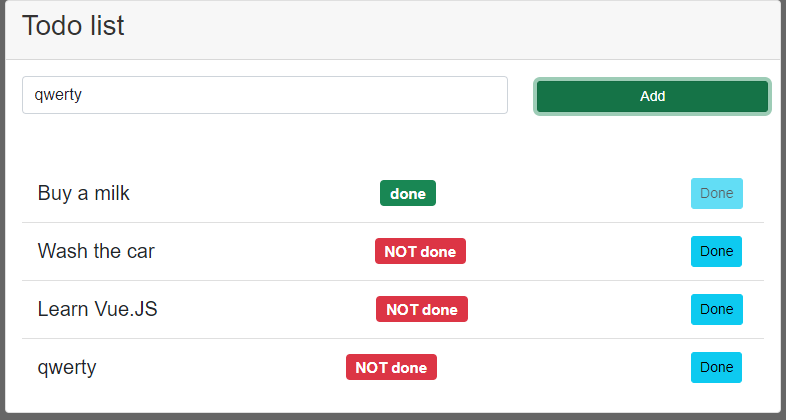 Todo list
qwerty Add
Buy a milk done Done
Wash the car NOT done Done
Learn Vue.JS NOT done Done
qwerty NOT done Done